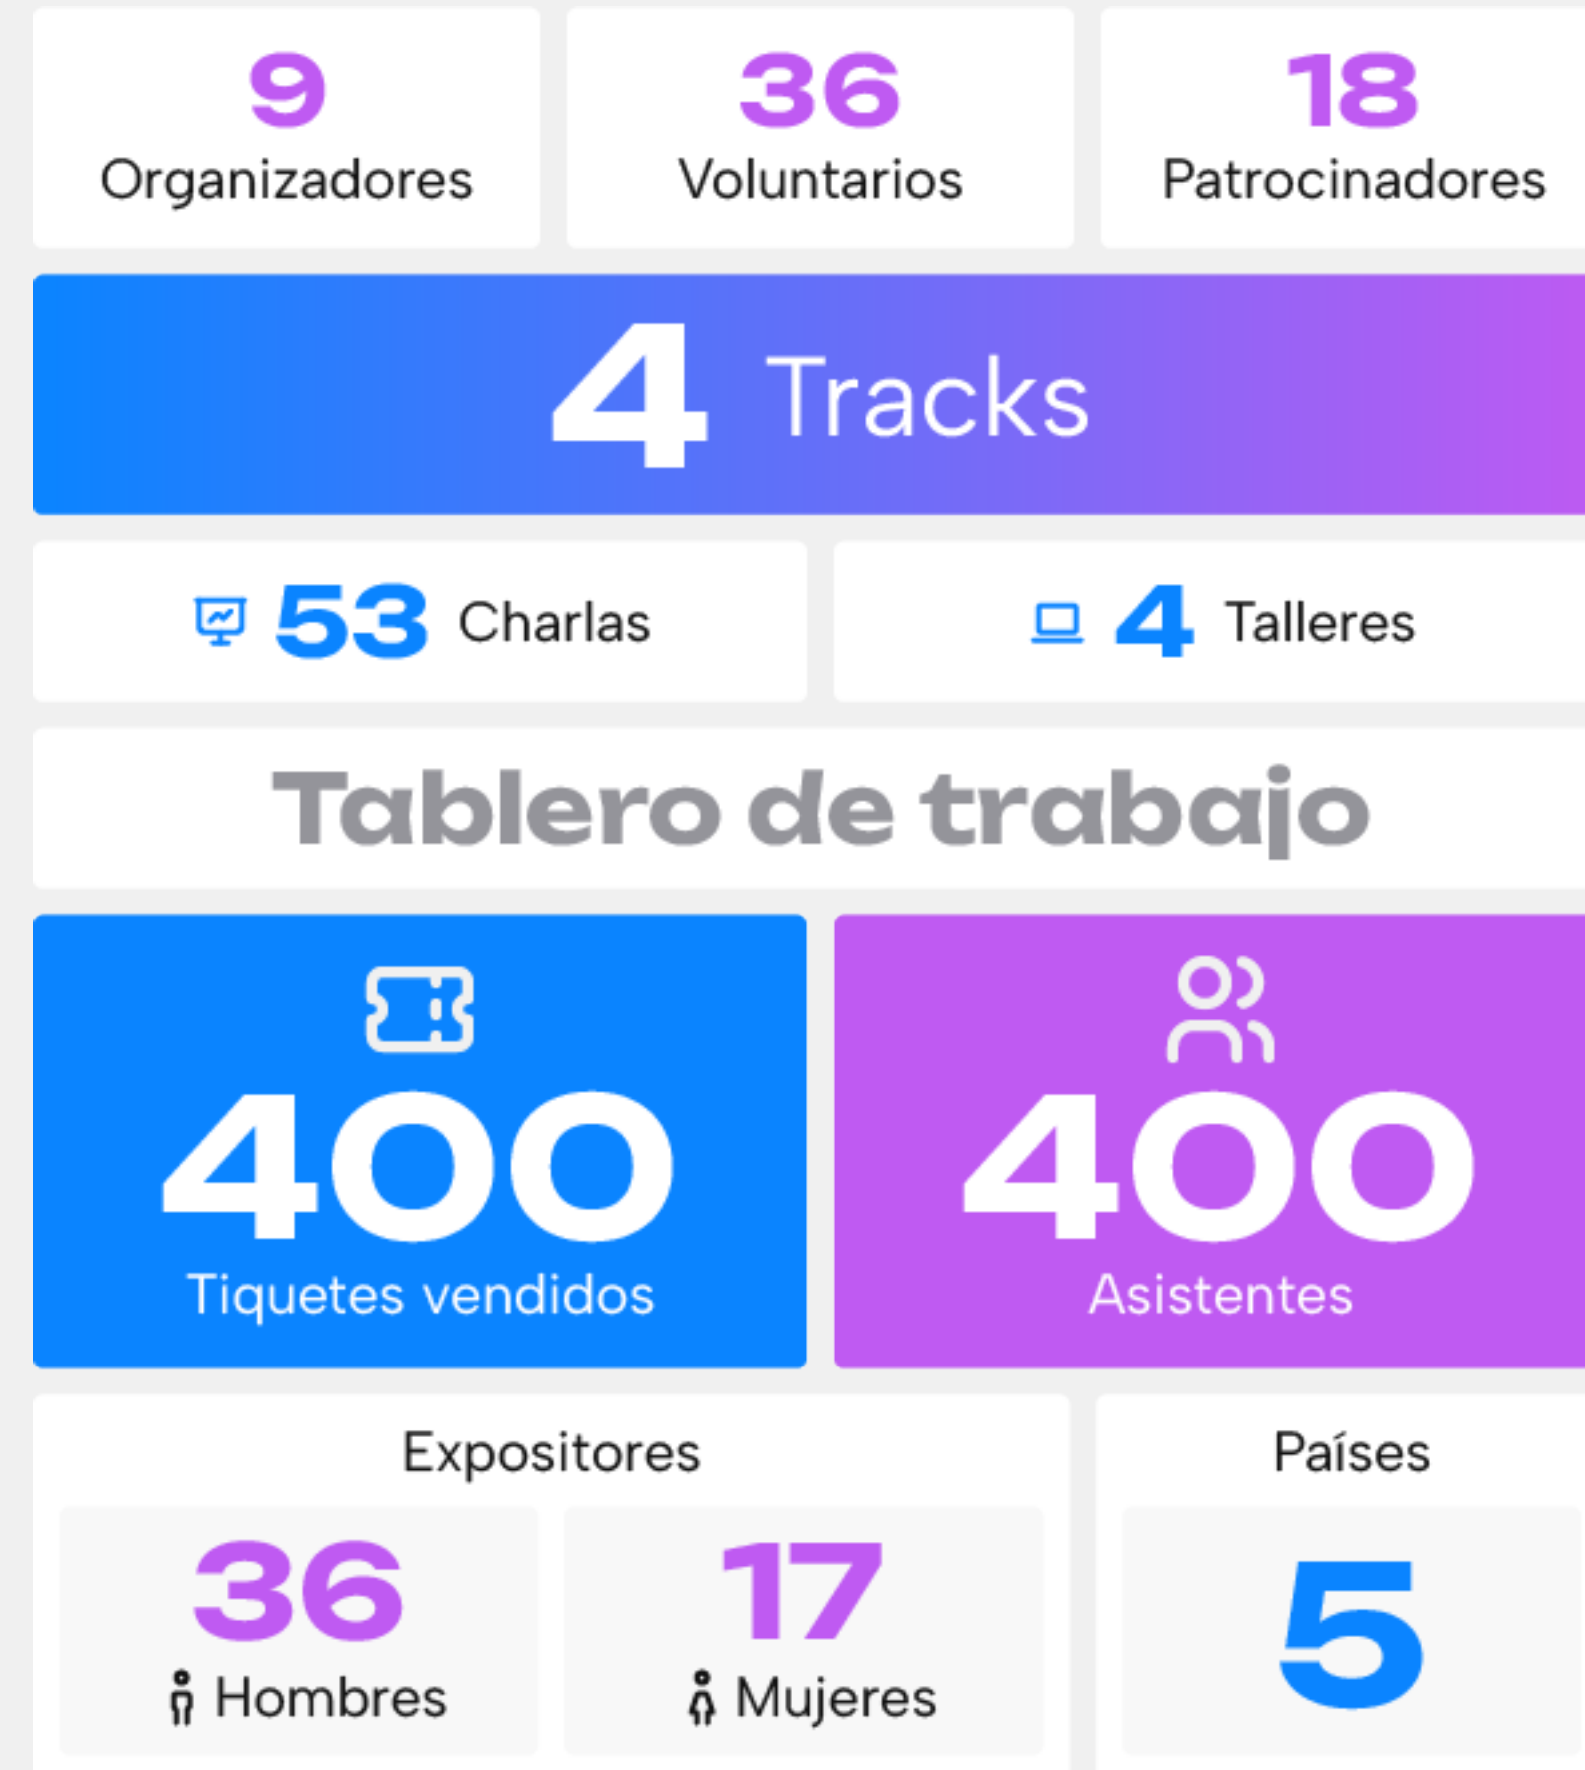 9
Organizadores
36
Voluntarios
18
Patrocinadores
4 Tracks
53 Charlas
4 Talleres
Tablero de trabajo
400
Tiquetes vendidos
400
Asistentes
Expositores
36
Hombres
17
Mujeres
Países
5